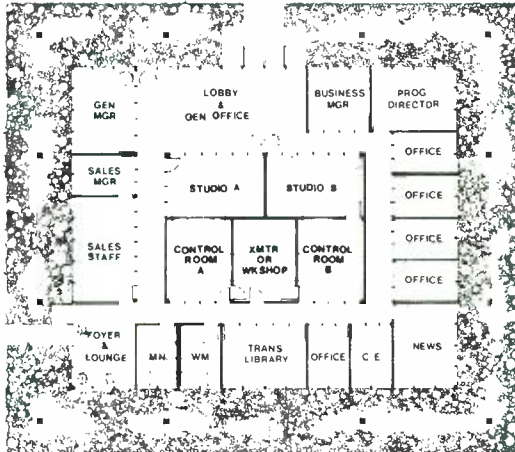 GEN
MGR
LOBBY
&
GEN OFFICE
BUSINESS
MGR
PROG
DIRECTOR
OFFICE
SALES
MGR
STUDIO A
STUDIO B
OFFICE
SALES
STAFF
CONTROL
ROOM
A
XMTR
OR
WKSHOP
CONTROL
ROOM
B
OFFICE
OFFICE
FOYER
&
LOUNGE
MN
WM
TRANS
LIBRARY
OFFICE
C E
NEWS